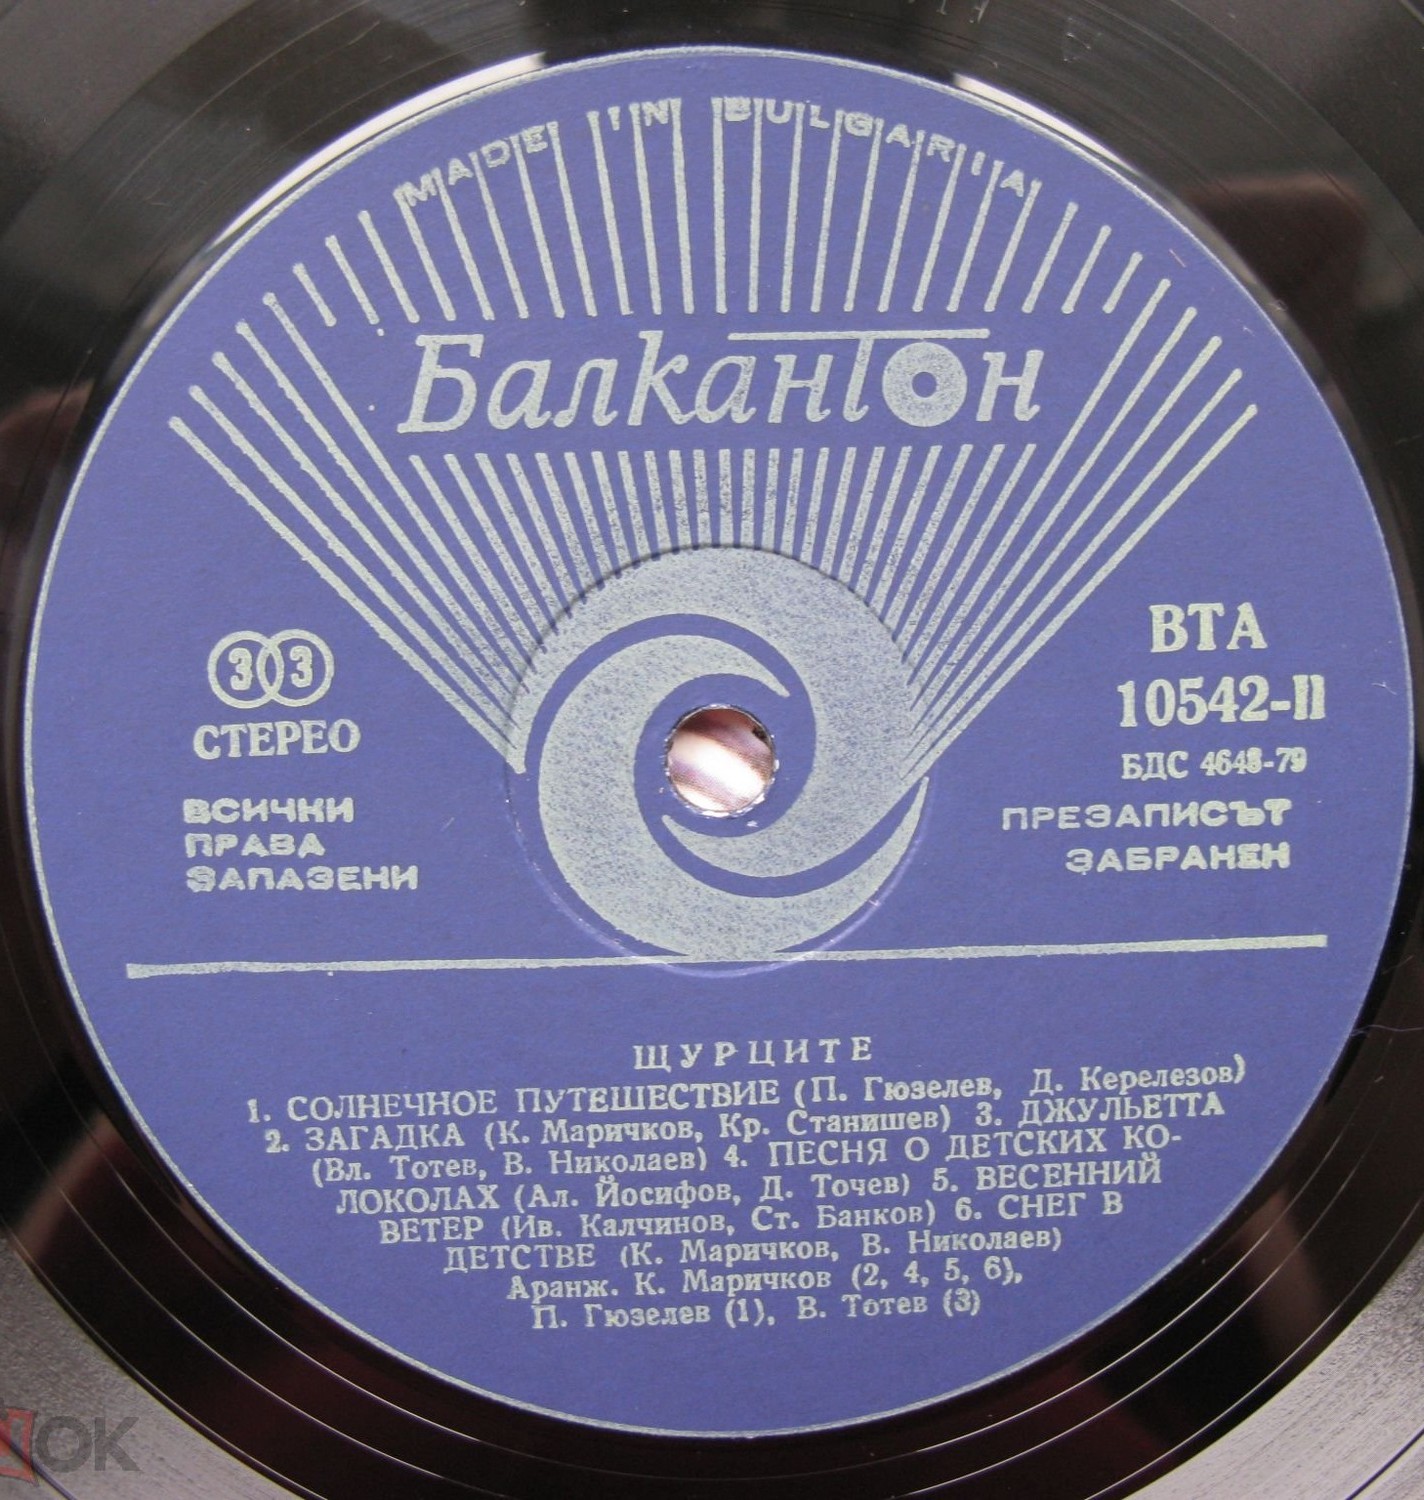 MADE IN BULGARIA
Балкантон
33
СТЕРЕО
ВСИЧКИ
ПРАВА
ЗАПАЗЕНИ
ВТА
10542-II
БДС 4648-79
ПРЕЗАПИСЪТ
ЗАБРАНЕН
ЩУРЦИТЕ
1. СОЛНЕЧНОЕ ПУТЕШЕСТВИЕ (П. Гюзелев, Д. Керелезов)
2. ЗАГАДКА (К. Маричков, Кр. Станишев) 3. ДЖУЛЬЕТТА
(Вл. Тотев, В. Николаев) 4. ПЕСНЯ О ДЕТСКИХ КО-
ЛОКОЛАХ (Ал. Йосифов, Д. Точев) 5. ВЕСЕННИЙ
ВЕТЕР (Ив. Калчинов, Ст. Банков) 6. СНЕГ В
ДЕТСТВЕ (К. Маричков, В. Николаев)
Аранж. К. Маричков (2, 4, 5, 6),
П. Гюзелев (1), В. Тотев (3)